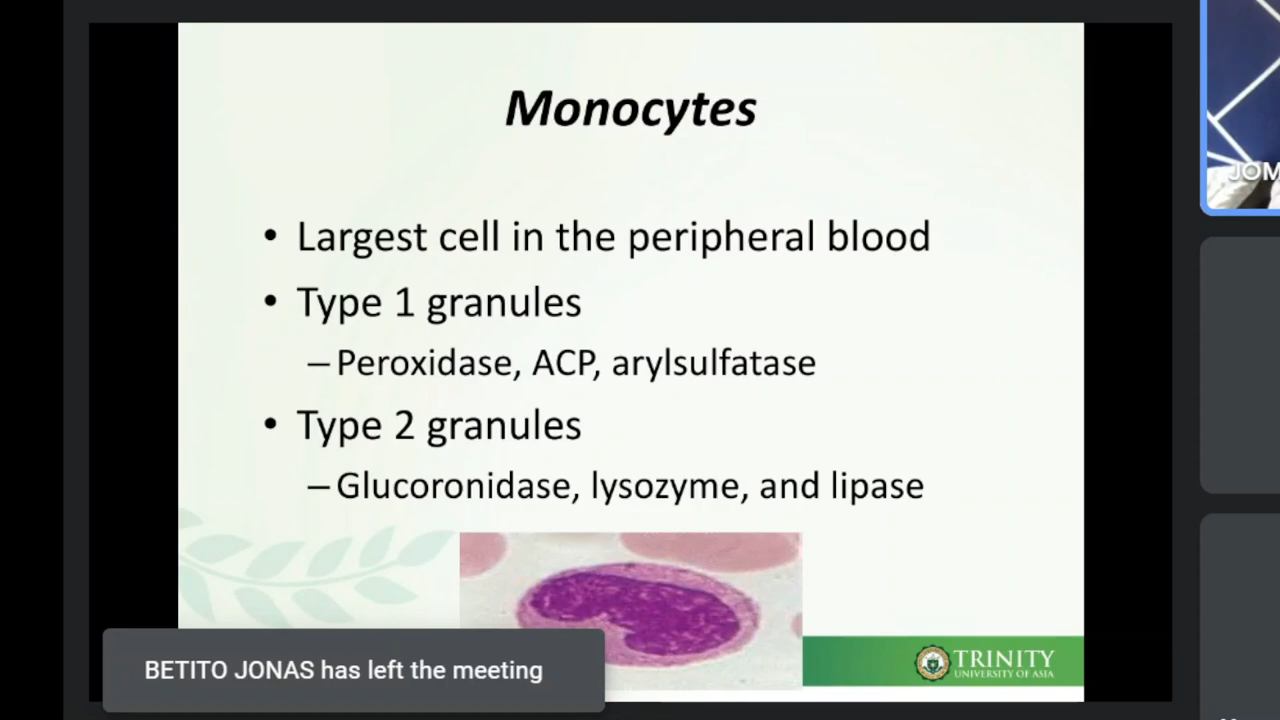 Monocytes
• Largest cell in the peripheral blood
• Type 1 granules
– Peroxidase, ACP, arylsulfatase
• Type 2 granules
– Glucoronidase, lysozyme, and lipase
TRINITY
UNIVERSITY OF ASIA
BETITO JONAS has left the meeting
JOM